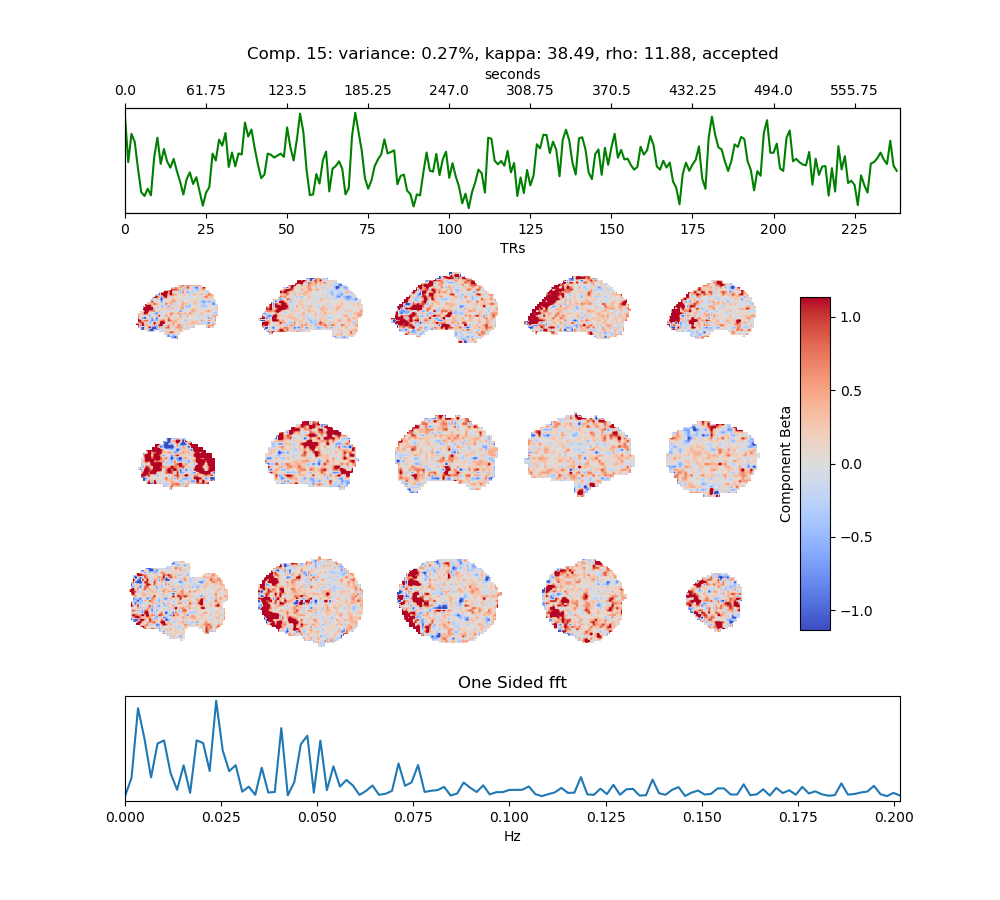 Comp. 15: variance: 0.27%, kappa: 38.49, rho: 11.88, accepted
seconds
0.0 61.75 123.5 185.25 247.0 308.75 370.5 432.25 494.0 555.75
0 25 50 75 100 125 150 175 200 225
TRs
1.0
0.5
0.0
−0.5
−1.0
Component Beta
One Sided fft
0.000 0.025 0.050 0.075 0.100 0.125 0.150 0.175 0.200
Hz